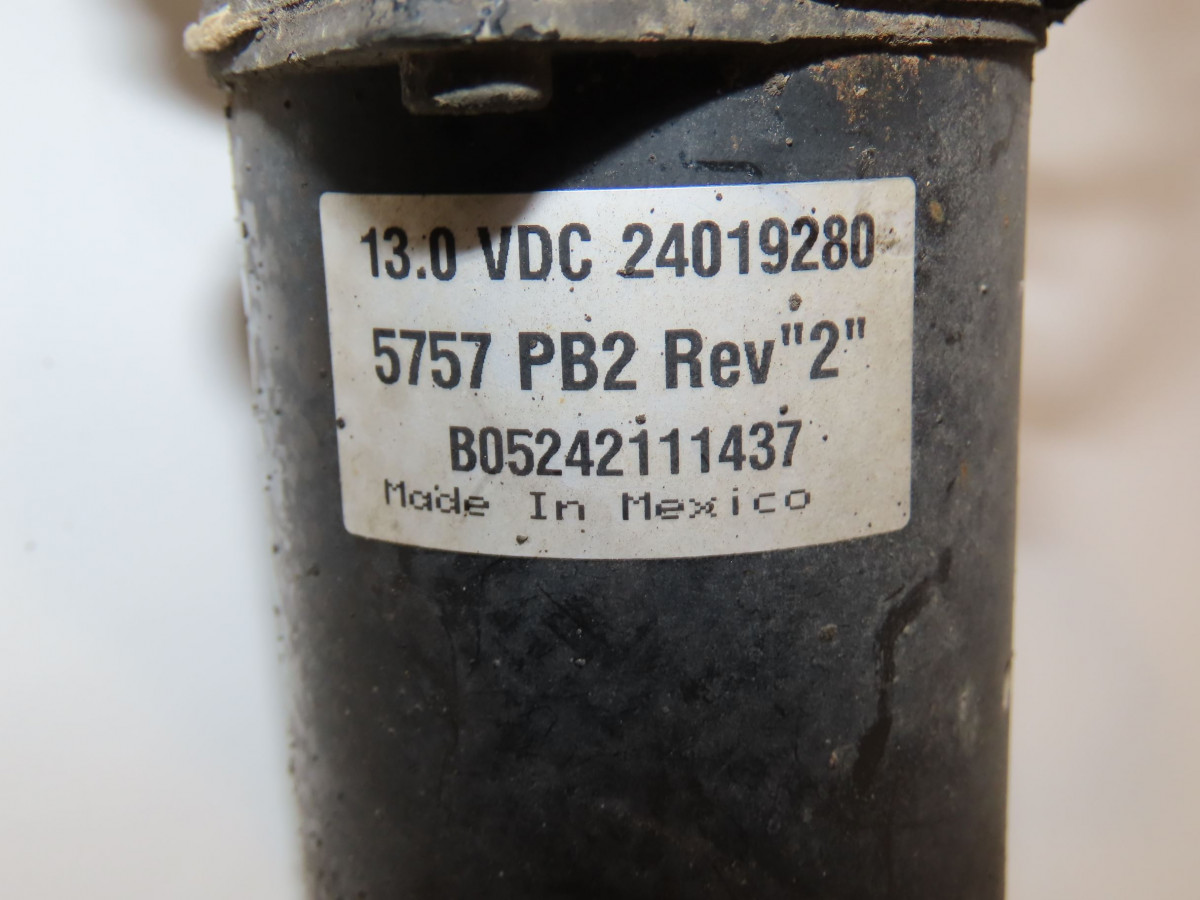 13.0 VDC 24019280
5757 PB2 Rev"2"
B05242111437
Made In Mexico